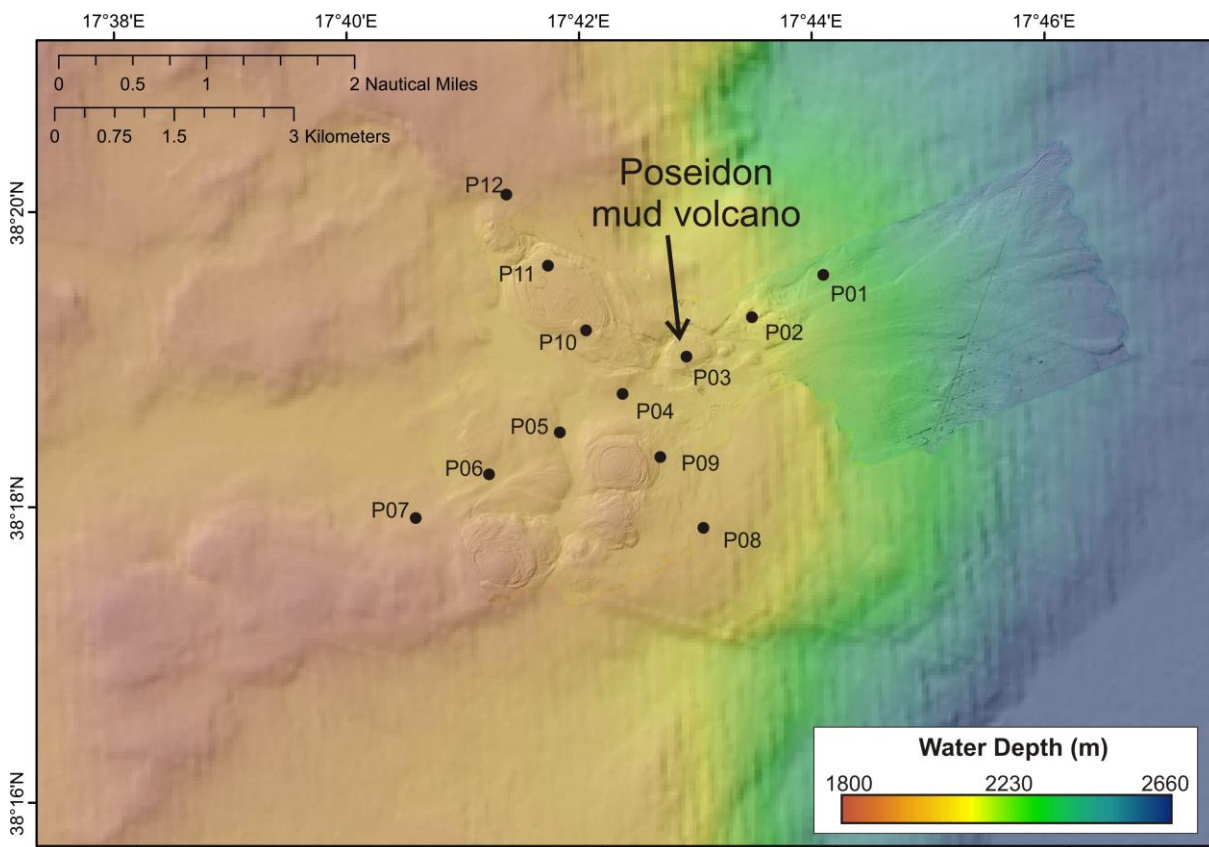 17°38'E 17°40'E 17°42'E 17°44'E 17°46'E
0 0.5 1 2 Nautical Miles
0 0.75 1.5 3 Kilometers
Poseidon
mud volcano
P12
38°20'N
P11
P01
P10
P02
P03
P04
P05
P09
P06
P07
38°18'N
P08
Water Depth (m)
1800 2230 2660
38°16'N